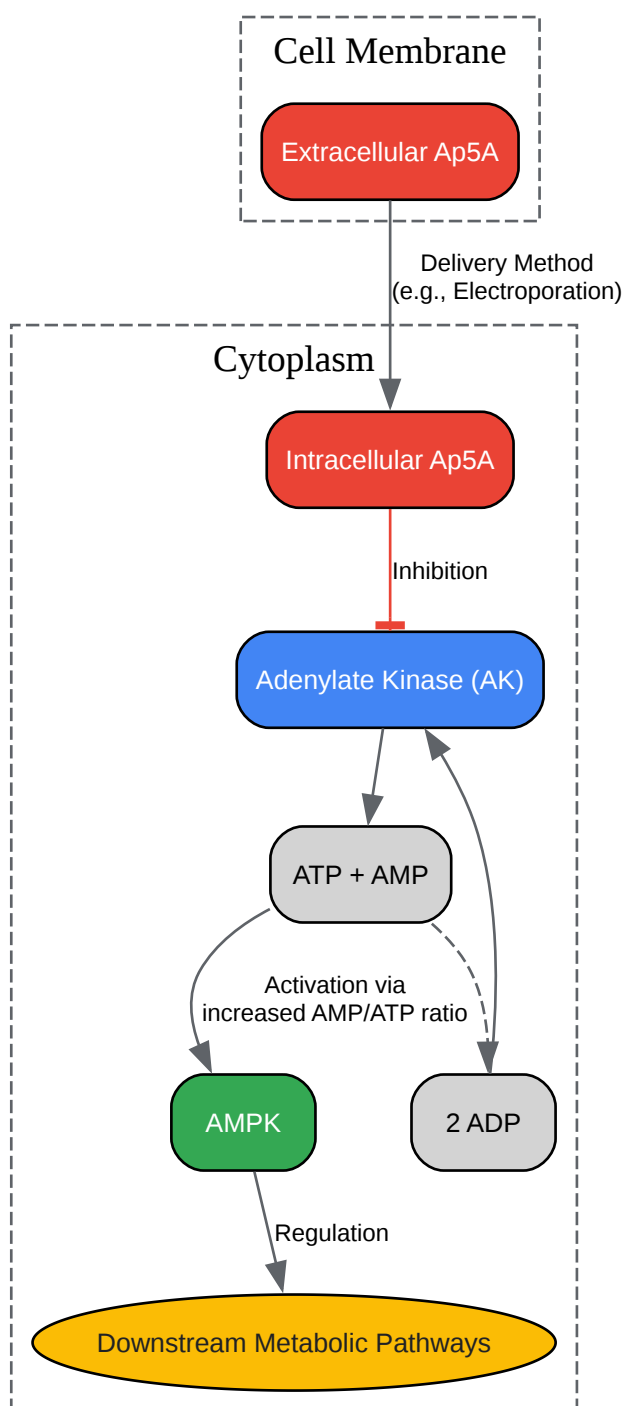 Cell Membrane
Extracellular Ap5A
Delivery Method
(e.g., Electroporation)
Cytoplasm
Intracellular Ap5A
Inhibition
Adenylate Kinase (AK)
ATP + AMP
Activation via
increased AMP/ATP ratio
AMPK
2 ADP
Regulation
Downstream Metabolic Pathways